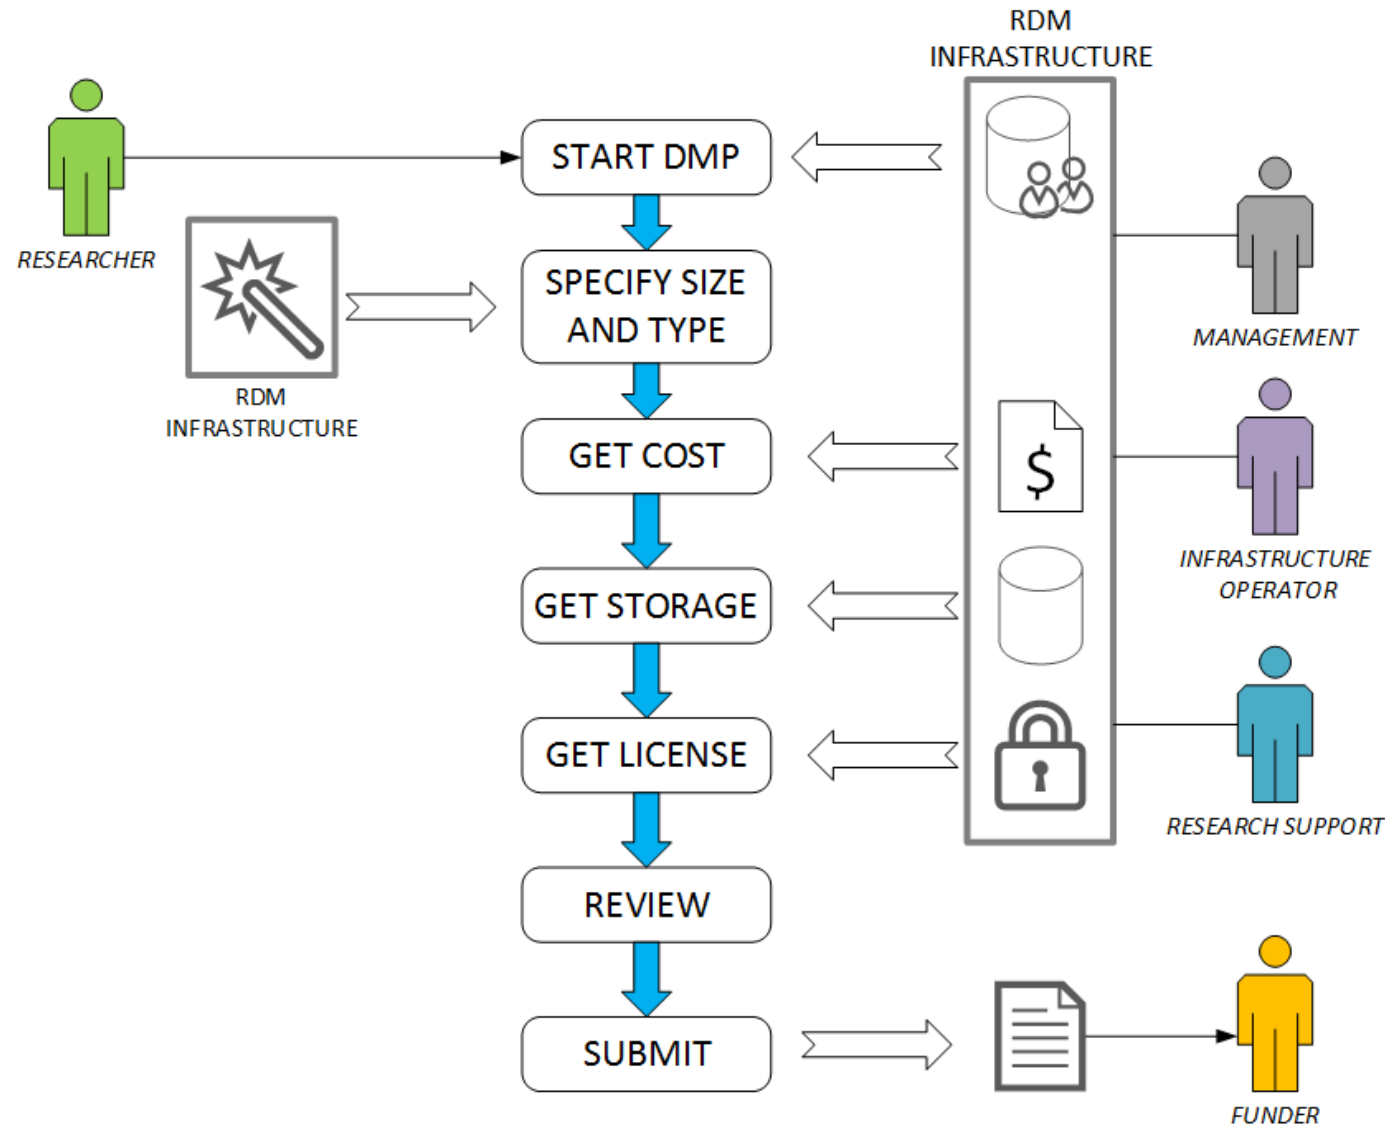 RDM
INFRASTRUCTURE
START DMP
RESEARCHER
SPECIFY SIZE
AND TYPE
MANAGEMENT
RDM
INFRASTRUCTURE
GET COST
$
INFRASTRUCTURE
OPERATOR
GET STORAGE
GET LICENSE
RESEARCH SUPPORT
REVIEW
SUBMIT
FUNDER